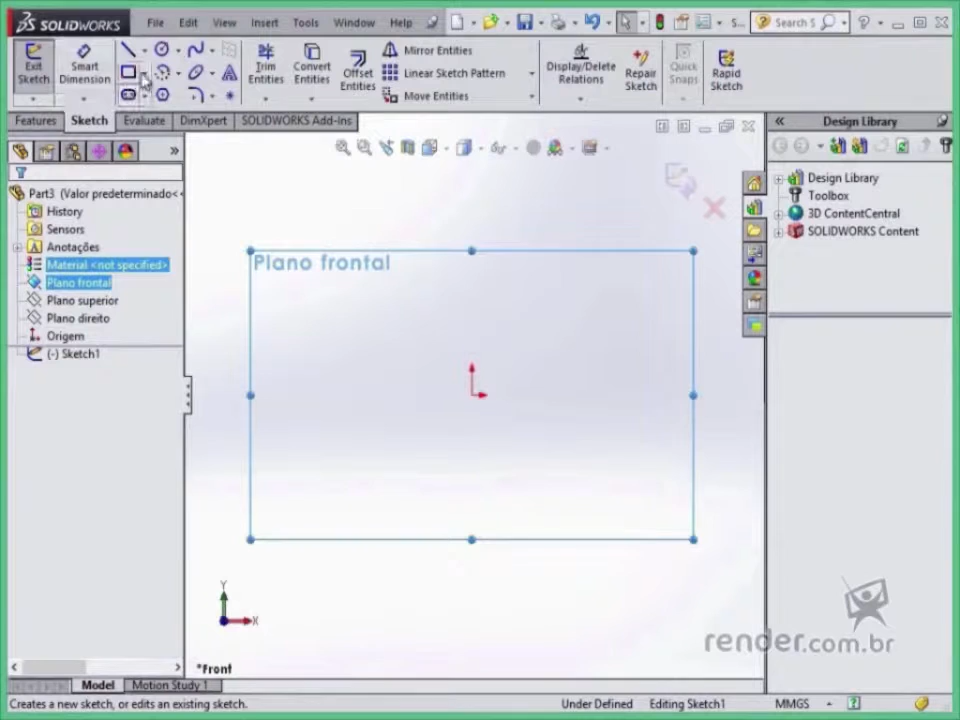 SOLIDWORKS File Edit View Insert Tools Window Help S... Search S
Exit Sketch
Smart Dimension
Trim Entities
Convert Entities
Offset Entities
Mirror Entities
Linear Sketch Pattern
Move Entities
Display/Delete Relations
Repair Sketch
Quick Snaps
Rapid Sketch
Features Sketch Evaluate DimXpert SOLIDWORKS Add-Ins
Design Library
Part3 (Valor predeterminado<
History
Sensors
Anotações
Material <not specified>
Plano frontal
Plano superior
Plano direito
Origem
(-) Sketch1
Plano frontal
Y
X
*Front
Design Library
Toolbox
3D ContentCentral
SOLIDWORKS Content
render.com.br
Model Motion Study 1
Creates a new sketch, or edits an existing sketch. Under Defined Editing Sketch1 MMGS